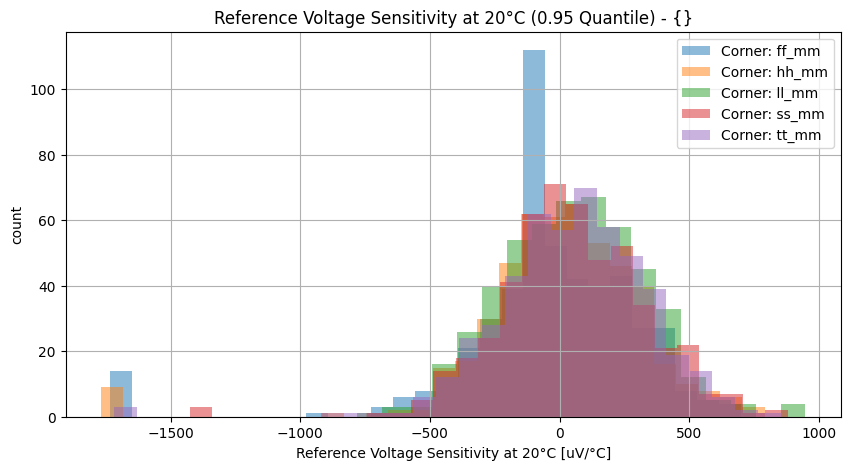 Reference Voltage Sensitivity at 20°C (0.95 Quantile) - {}
Corner: ff_mm
Corner: hh_mm
Corner: ll_mm
Corner: ss_mm
Corner: tt_mm
count
100
80
60
40
20
0
−1500
−1000
−500
0
500
1000
Reference Voltage Sensitivity at 20°C [uV/°C]